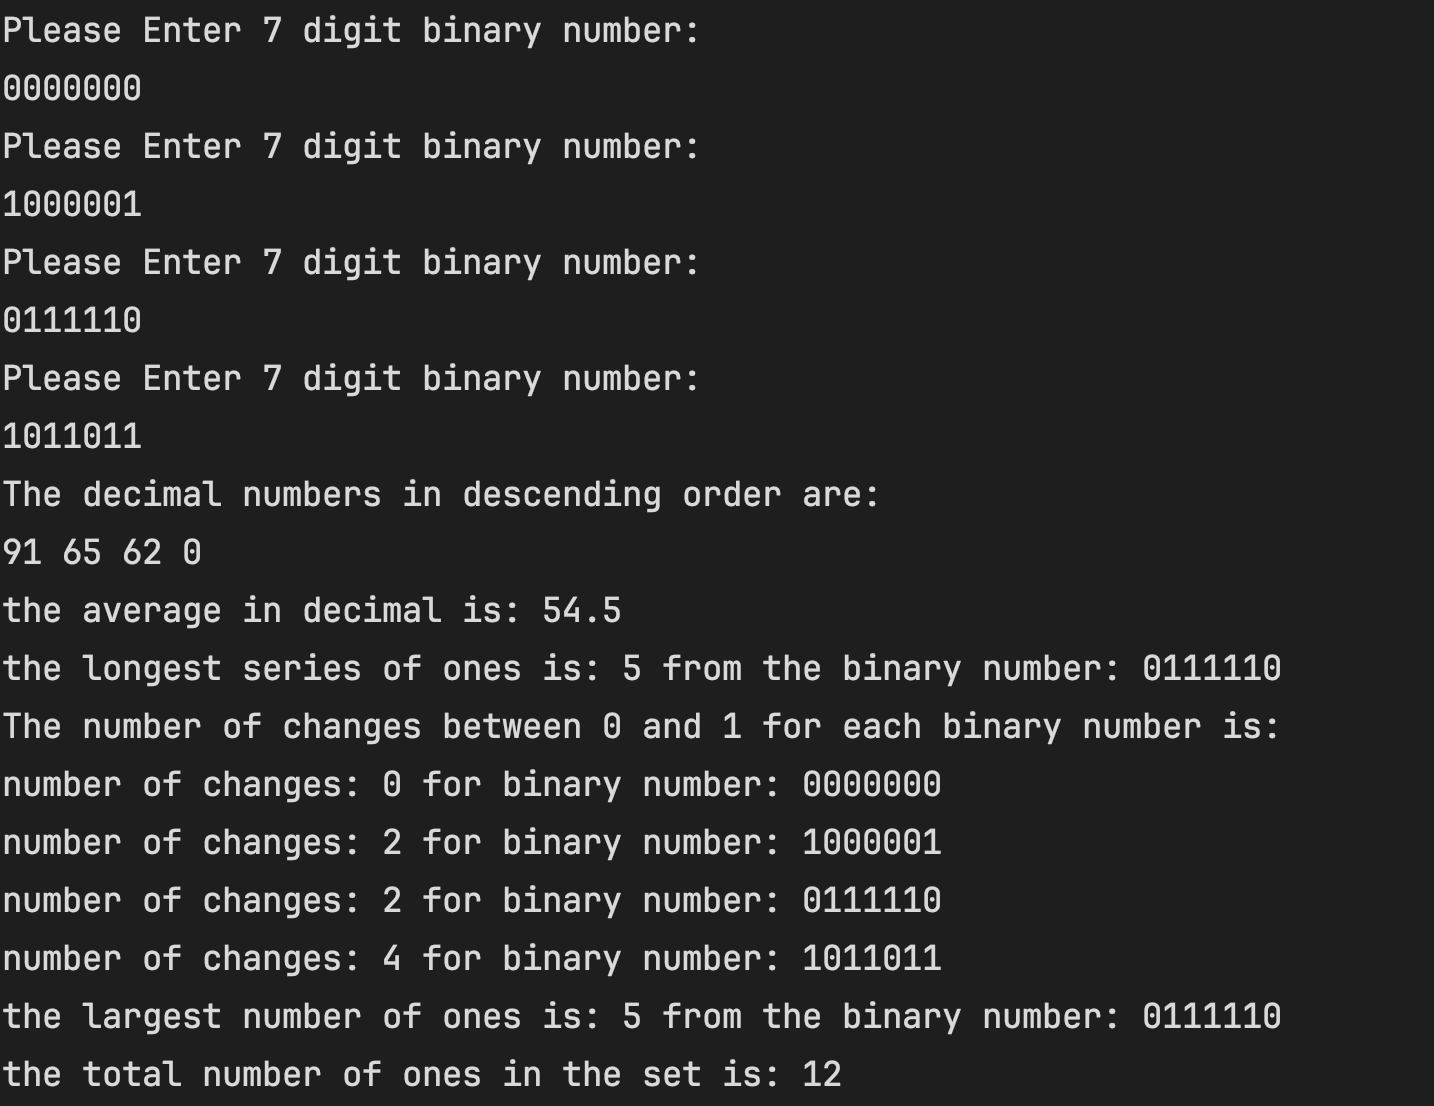 Please Enter 7 digit binary number:
0000000
Please Enter 7 digit binary number:
1000001
Please Enter 7 digit binary number:
0111110
Please Enter 7 digit binary number:
1011011
The decimal numbers in descending order are:
91 65 62 0
the average in decimal is: 54.5
the longest series of ones is: 5 from the binary number: 0111110
The number of changes between 0 and 1 for each binary number is:
number of changes: 0 for binary number: 0000000
number of changes: 2 for binary number: 1000001
number of changes: 2 for binary number: 0111110
number of changes: 4 for binary number: 1011011
the largest number of ones is: 5 from the binary number: 0111110
the total number of ones in the set is: 12